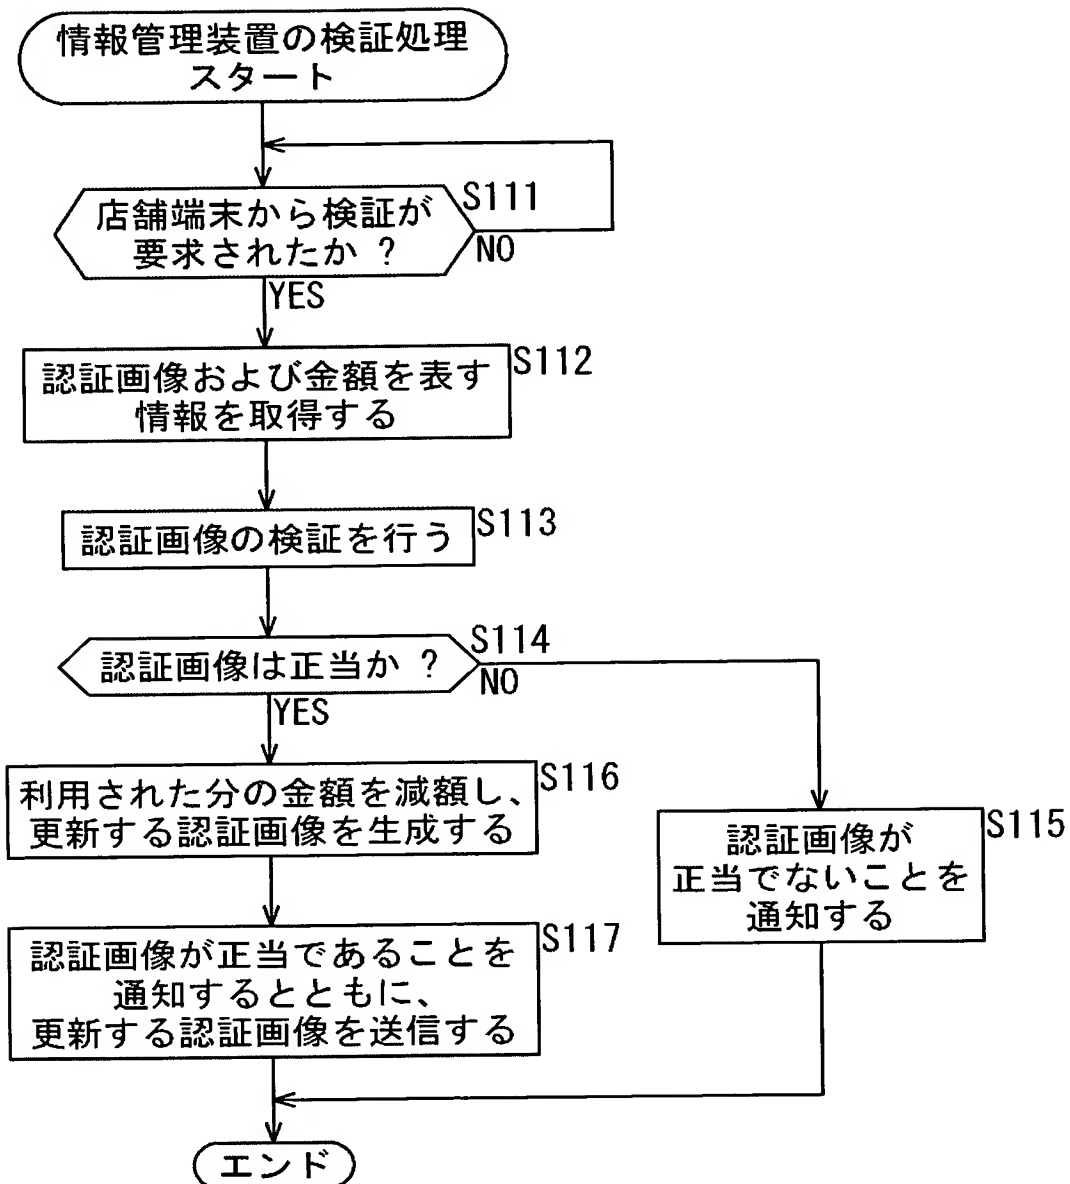 情報管理装置の検証処理
スタート
S111
店舗端末から検証が
要求されたか ?
NO
YES
S112
認証画像および金額を表す
情報を取得する
S113
認証画像の検証を行う
S114
認証画像は正当か ?
NO
YES
S116
利用された分の金額を減額し、
更新する認証画像を生成する
S115
認証画像が
正当でないことを
通知する
S117
認証画像が正当であることを
通知するとともに、
更新する認証画像を送信する
エンド